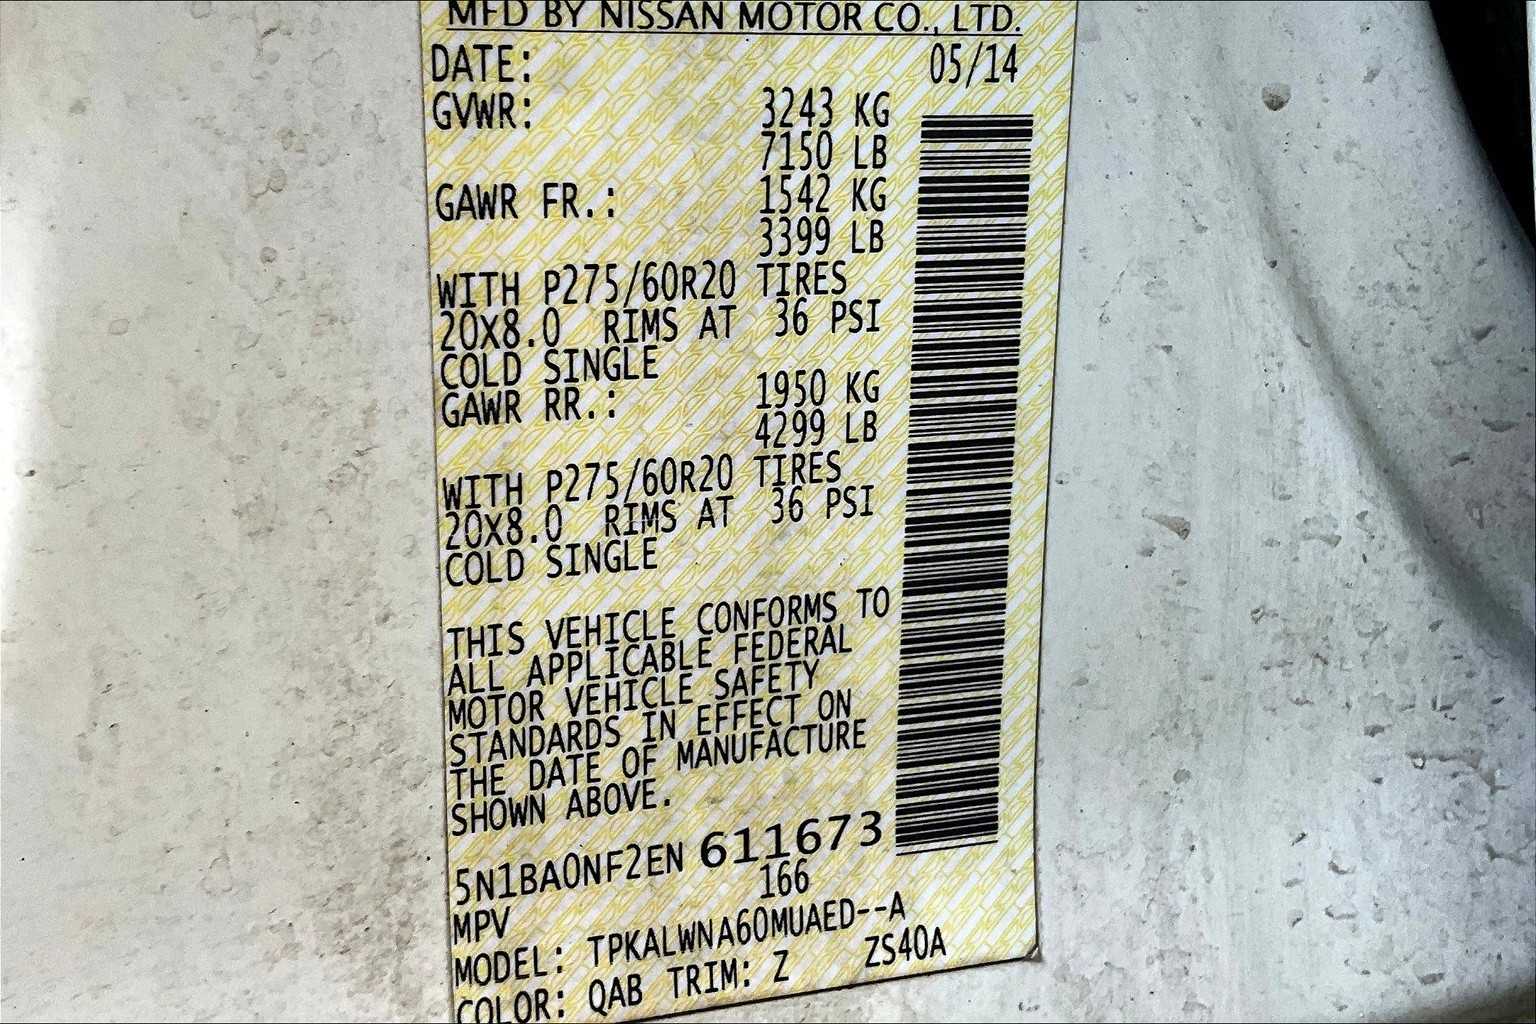 MFD BY NISSAN MOTOR CO., LTD.
DATE: 05/14
GVWR: 3243 KG
7150 LB
GAWR FR.: 1542 KG
3399 LB
WITH P275/60R20 TIRES
20X8.0 RIMS AT 36 PSI
COLD SINGLE
GAWR RR.: 1950 KG
4299 LB
WITH P275/60R20 TIRES
20X8.0 RIMS AT 36 PSI
COLD SINGLE
THIS VEHICLE CONFORMS TO
ALL APPLICABLE FEDERAL
MOTOR VEHICLE SAFETY
STANDARDS IN EFFECT ON
THE DATE OF MANUFACTURE
SHOWN ABOVE.
5N1BA0NF2EN 611673
166
MPV
MODEL: TPKALWNA60MUAED--A
COLOR: QAB TRIM: Z ZS40A